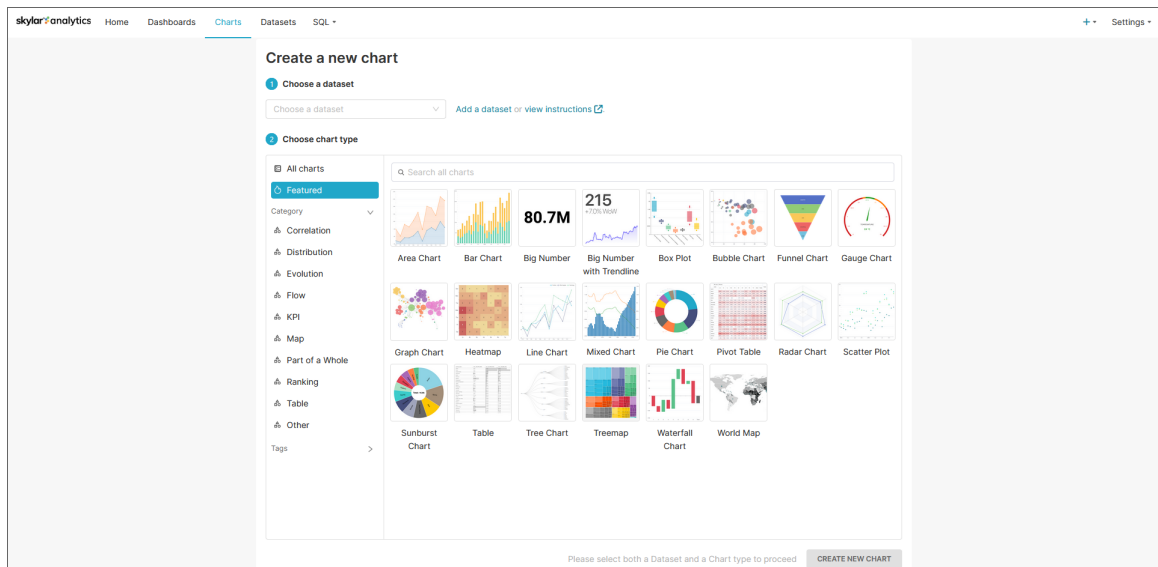 skylar analytics Home Dashboards Charts Datasets SQL Settings
Create a new chart
1 Choose a dataset
Choose a dataset Add a dataset or view instructions
2 Choose chart type
All charts
Search all charts
Featured
Category
Correlation
Distribution
Evolution
Flow
KPI
Map
Part of a Whole
Ranking
Table
Other
Tags
80.7M
215
+7.0% WoW
Area Chart Bar Chart Big Number Big Number with Trendline Box Plot Bubble Chart Funnel Chart Gauge Chart
Graph Chart Heatmap Line Chart Mixed Chart Pie Chart Pivot Table Radar Chart Scatter Plot
Sunburst Chart Table Tree Chart Treemap Waterfall Chart World Map
Please select both a Dataset and a Chart type to proceed CREATE NEW CHART